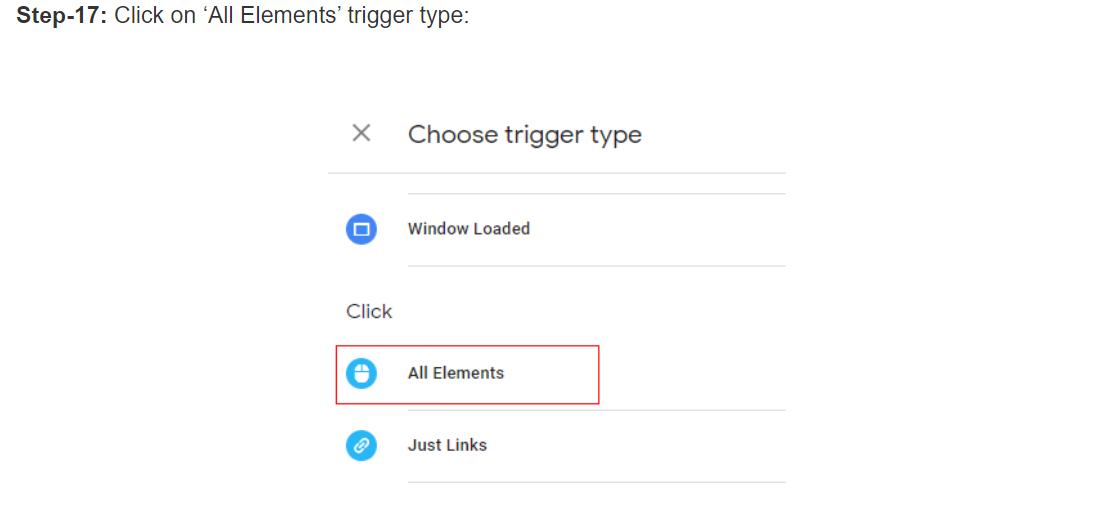 Step-17: Click on ‘All Elements’ trigger type:
Choose trigger type
Window Loaded
Click
All Elements
Just Links